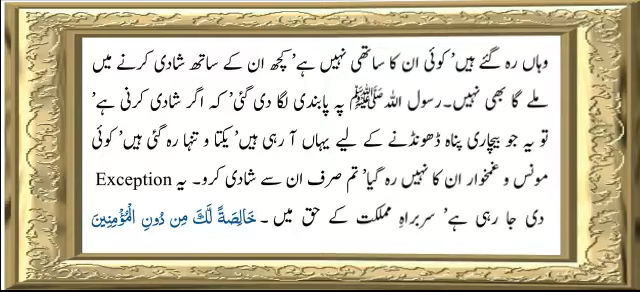 وہاں رہ گئے ہیں' کوئی ان کا ساتھی نہیں ہے' کچھ ان کے ساتھ شادی کرنے میں
ملے گا بھی نہیں۔ رسول اللہ ﷺ پہ پابندی لگا دی گئی' کہ اگر شادی کرنی ہے'
تو یہ جو بیچاری پناہ ڈھونڈنے کے لیے یہاں آ رہی ہیں' یکتا و تنہا رہ گئی ہیں' کوئی
مونس و غمخوار ان کا نہیں رہ گیا' تم صرف ان سے شادی کرو۔ یہ Exception
دی جا رہی ہے' سربراہِ مملکت کے حق میں۔ خَالِصَةً لَّكَ مِن دُونِ الْمُؤْمِنِينَ